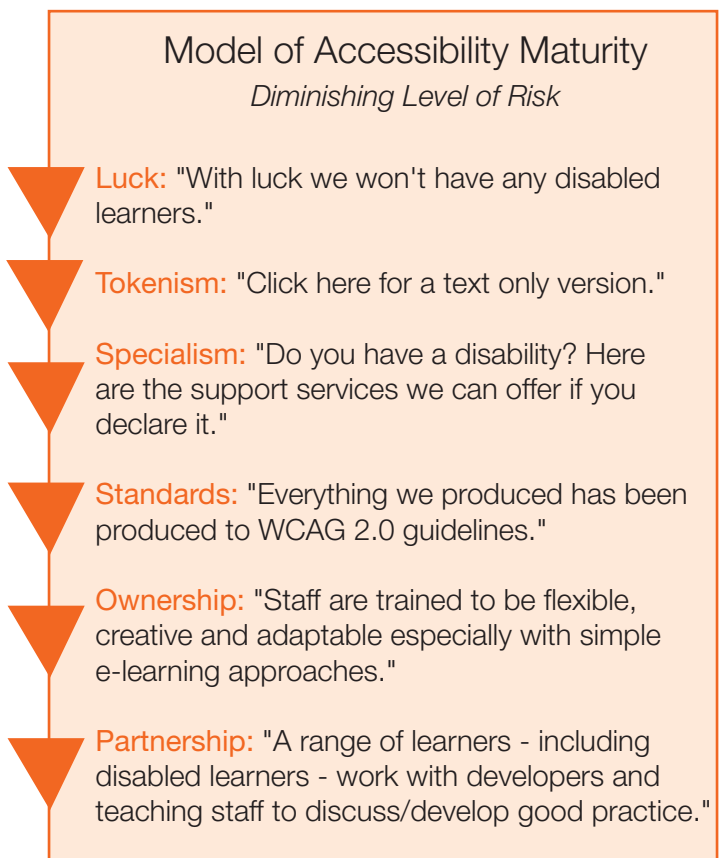 Model of Accessibility Maturity
Diminishing Level of Risk
Luck: "With luck we won't have any disabled
learners."
Tokenism: "Click here for a text only version."
Specialism: "Do you have a disability? Here
are the support services we can offer if you
declare it."
Standards: "Everything we produced has been
produced to WCAG 2.0 guidelines."
Ownership: "Staff are trained to be flexible,
creative and adaptable especially with simple
e-learning approaches."
Partnership: "A range of learners - including
disabled learners - work with developers and
teaching staff to discuss/develop good practice."